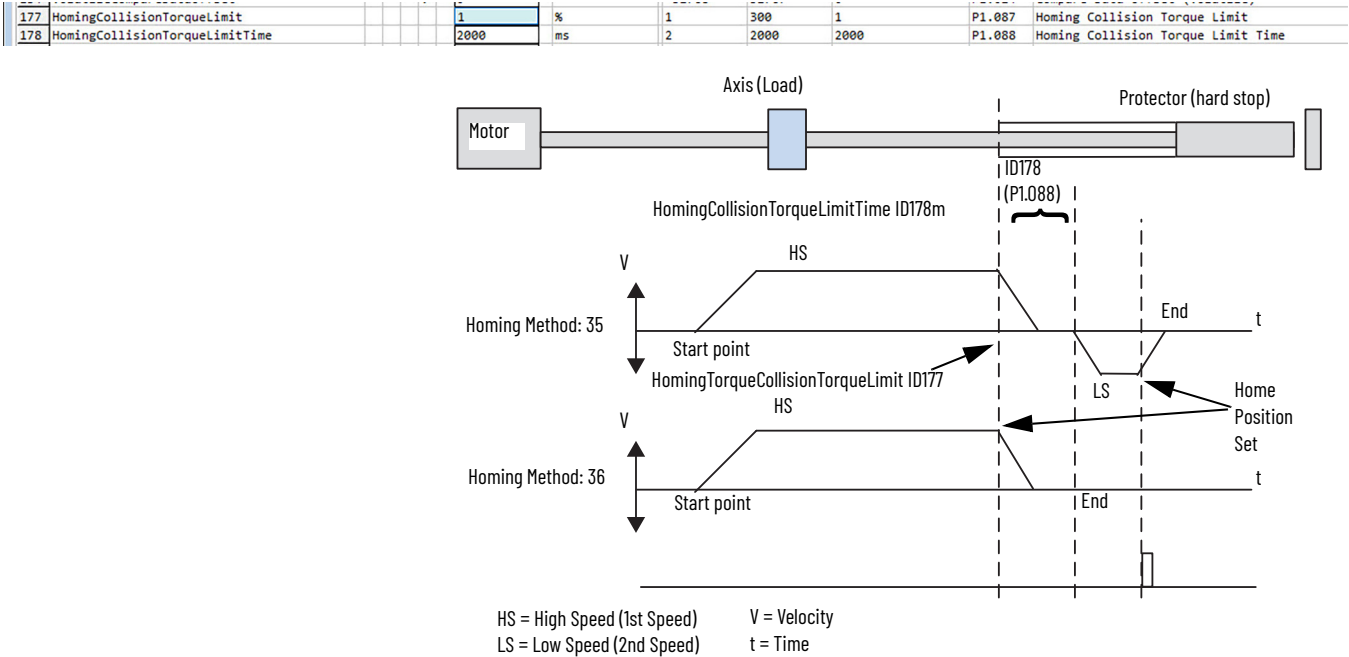 177 HomingCollisionTorqueLimit 1 % 1 300 1 P1.087 Homing Collision Torque Limit
178 HomingCollisionTorqueLimitTime 2000 ms 2 2000 2000 P1.088 Homing Collision Torque Limit Time
Axis (Load)
Protector (hard stop)
Motor
ID178
(P1.088)
HomingCollisionTorqueLimitTime ID178m
HS
V
End
t
Homing Method: 35
Start point
HomingTorqueCollisionTorqueLimit ID177
LS
Home
Position
Set
HS
V
Homing Method: 36
t
Start point
End
HS = High Speed (1st Speed)
V = Velocity
LS = Low Speed (2nd Speed)
t = Time